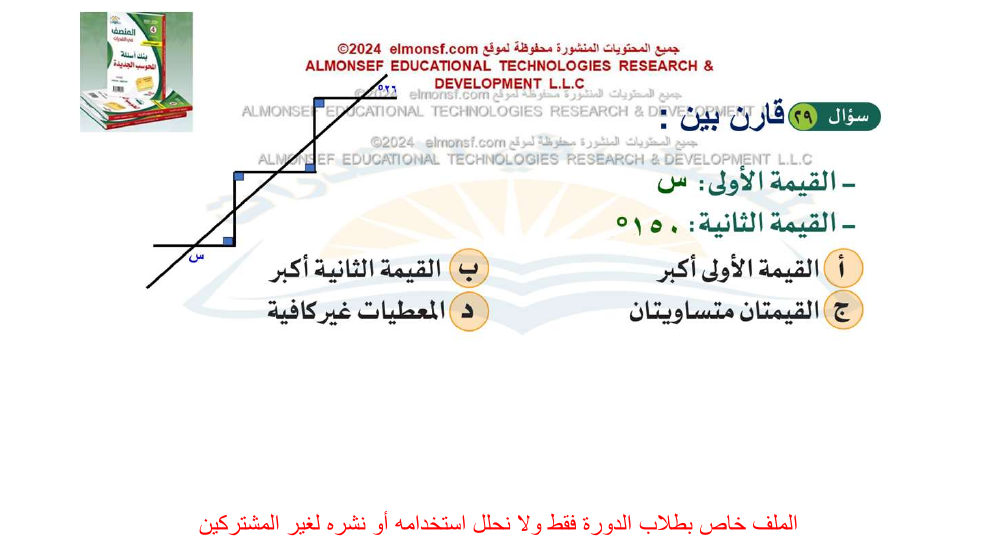 جميع المحتويات المنشورة محفوظة لموقع elmonsf.com ©2024
ALMONSEF EDUCATIONAL TECHNOLOGIES RESEARCH &
DEVELOPMENT L.L.C
جميع المحتويات المنشورة محفوظة لموقع elmonsf.com ©2024
ALMONSEF EDUCATIONAL TECHNOLOGIES RESEARCH & DEVELOPMENT L.L.C
سؤال ٢٩ قارن بين :
جميع المحتويات المنشورة محفوظة لموقع elmonsf.com ©2024
ALMONSEF EDUCATIONAL TECHNOLOGIES RESEARCH & DEVELOPMENT L.L.C
- القيمة الأولى: س
- القيمة الثانية: ١٥٠°
أ القيمة الأولى أكبر
ب القيمة الثانية أكبر
ج القيمتان متساويتان
د المعطيات غير كافية
س
المنصف
بنك أسئلة
المحوسب الجديدة
الملف خاص بطلاب الدورة فقط ولا نحلل استخدامه أو نشره لغير المشتركين